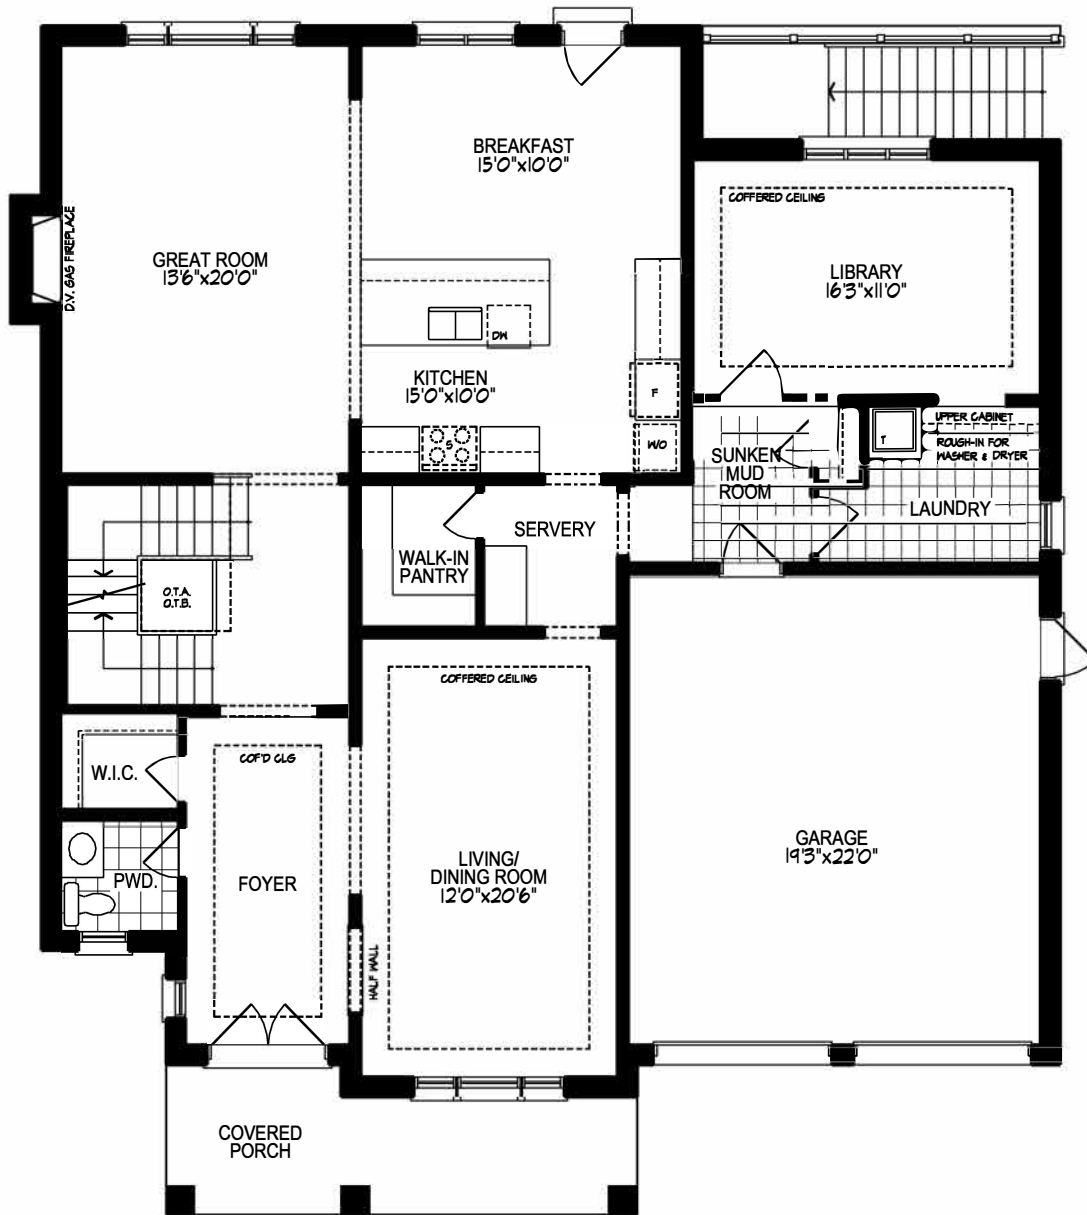 BREAKFAST
15'0"x10'0"
COFFERED CEILING
D.V. GAS FIREPLACE
GREAT ROOM
13'6"x20'0"
LIBRARY
16'3"x11'0"
DW
KITCHEN
15'0"x10'0"
F
S
W/O
UPPER CABINET
T
ROUGH-IN FOR
WASHER & DRYER
SUNKEN
MUD
ROOM
LAUNDRY
SERVERY
WALK-IN
PANTRY
O.T.A.
O.T.B.
COFFERED CEILING
COF'D CLG
W.I.C.
GARAGE
19'3"x22'0"
LIVING/
DINING ROOM
12'0"x20'6"
PWD.
FOYER
HALF WALL
COVERED
PORCH